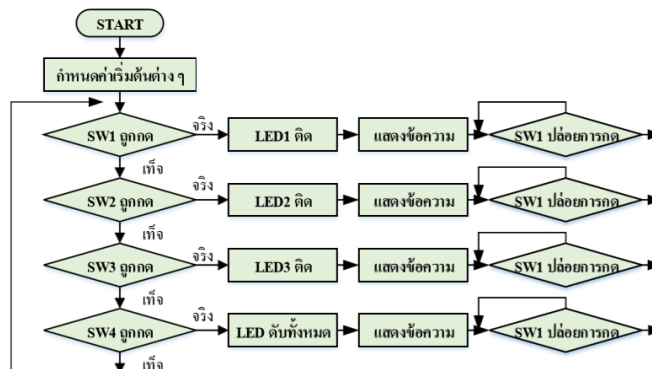 START
กำหนดค่าเริ่มต้นต่าง ๆ
SW1 ถูกกด
จริง
LED1 ติด
แสดงข้อความ
SW1 ปล่อยการกด
เท็จ
SW2 ถูกกด
จริง
LED2 ติด
แสดงข้อความ
SW1 ปล่อยการกด
เท็จ
SW3 ถูกกด
จริง
LED3 ติด
แสดงข้อความ
SW1 ปล่อยการกด
เท็จ
SW4 ถูกกด
จริง
LED ดับทั้งหมด
แสดงข้อความ
SW1 ปล่อยการกด
เท็จ